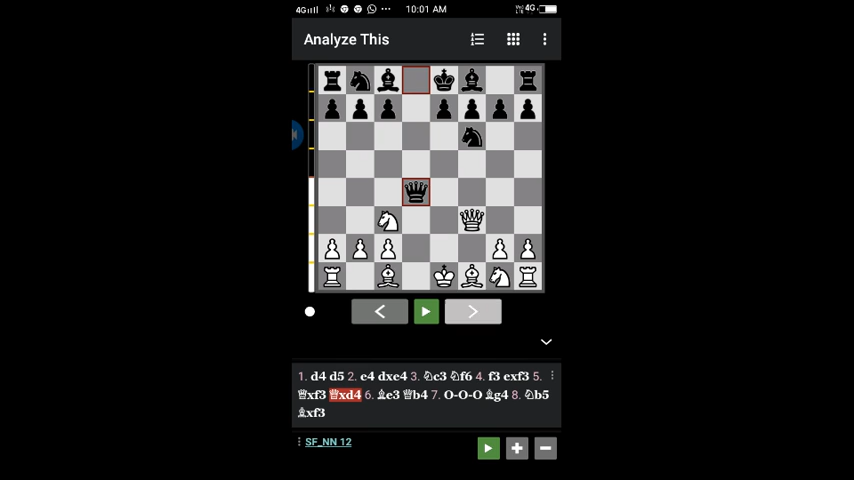 4G 10:01 AM 4G
Analyze This
1. d4 d5 2. e4 dxe4 3. ♘c3 ♘f6 4. f3 exf3 5.
♕xf3 ♕xd4 6. ♗e3 ♕b4 7. O-O-O ♗g4 8. ♘b5
♗xf3
SF_NN 12